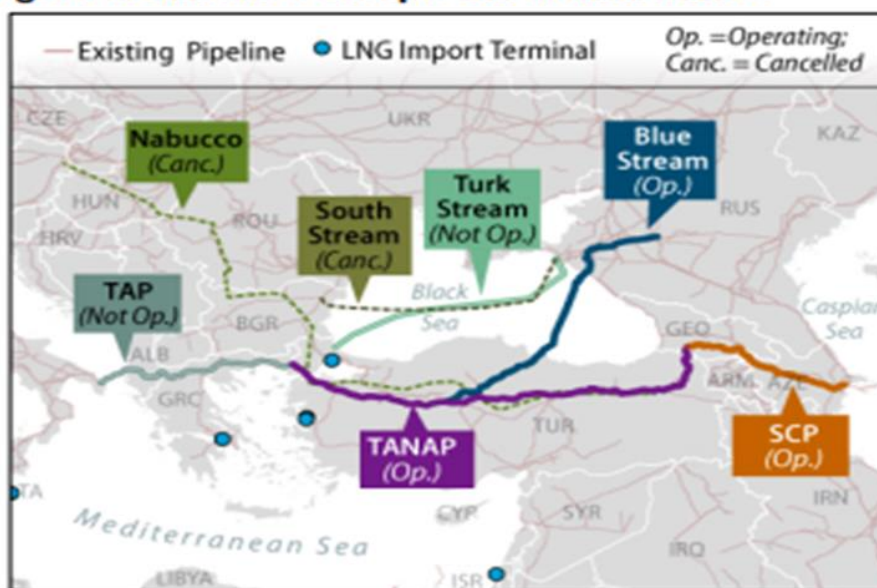 Existing Pipeline
LNG Import Terminal
Op. =Operating;
Canc. = Cancelled
CZE
UKR
KAZ
Nabucco
(Canc.)
Blue
Stream
(Op.)
HUN
Turk
Stream
(Not Op.)
RUS
South
Stream
(Canc.)
ROU
HRV
TAP
(Not Op.)
Black
Sea
Caspian
Sea
BGR
GEO
ALB
ARM
AZE
GRC
TUR
TANAP
(Op.)
SCP
(Op.)
TA
Mediterranean Sea
CYP
SYR
IRN
IRQ
LIBYA
ISR